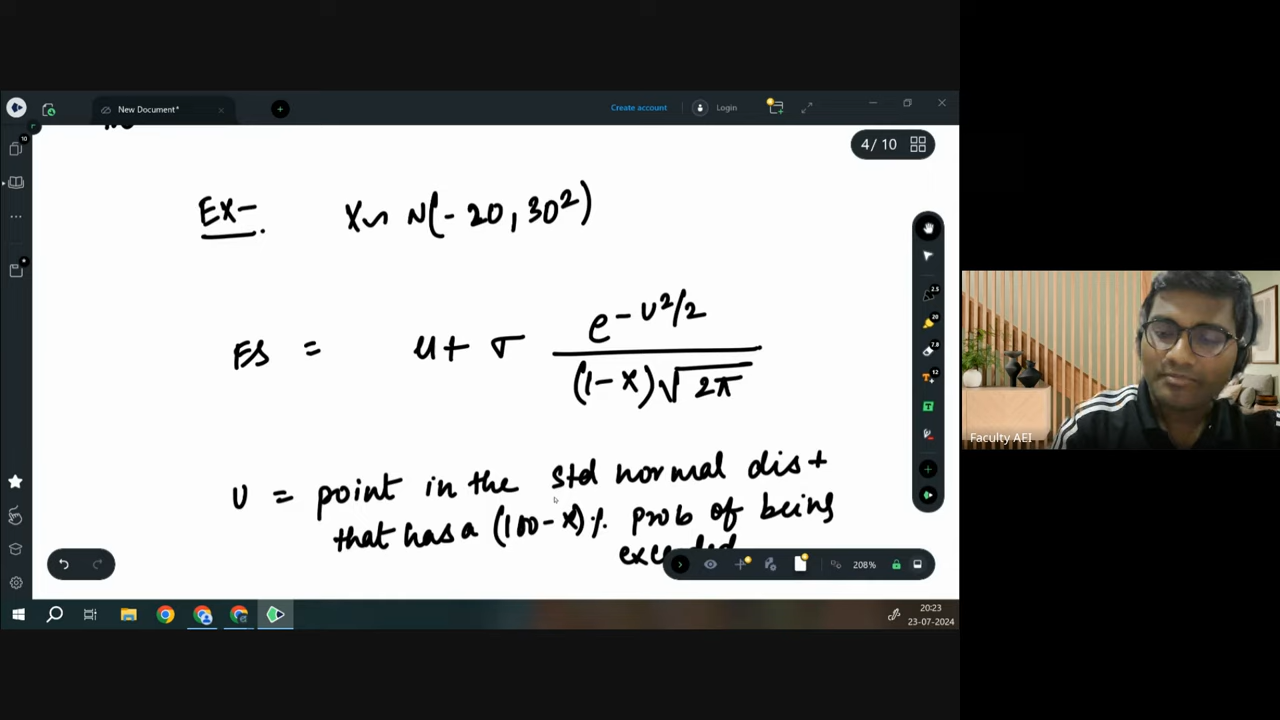 New Document*
Create account
Login
4/10
Ex-
X~ N(-20, 30²)
ES = μ + σ e^-U²/2 / (1-X)√2π
U = point in the std normal dist
that has a (100-X)% prob of being
exceeded
Faculty AEI
208%
20:23
23-07-2024